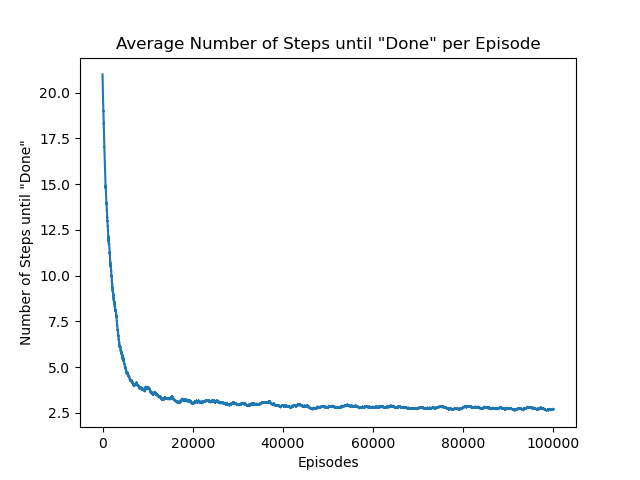 Average Number of Steps until "Done" per Episode
20.0
17.5
15.0
12.5
10.0
7.5
5.0
2.5
Number of Steps until "Done"
0 20000 40000 60000 80000 100000
Episodes